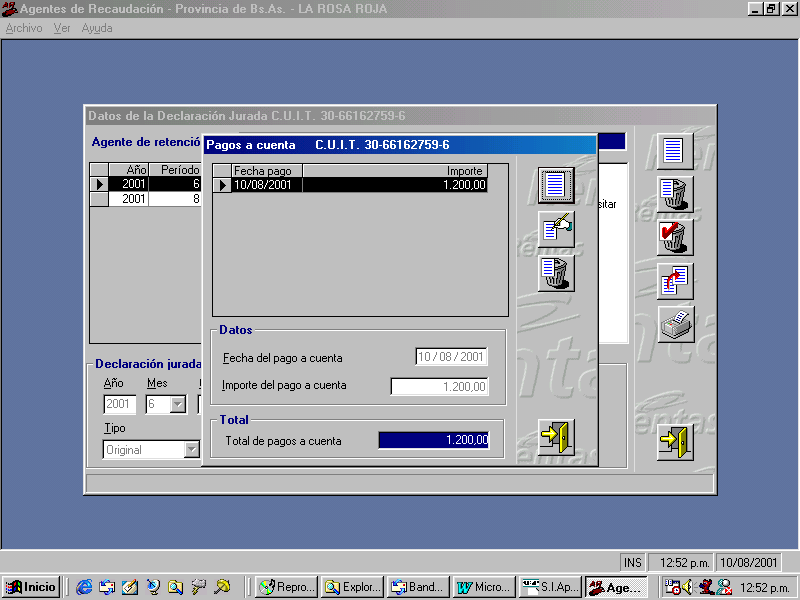 Agentes de Recaudación - Provincia de Bs.As. - LA ROSA ROJA
Archivo Ver Ayuda
Datos de la Declaración Jurada C.U.I.T. 30-66162759-6
Agente de retenció
Pagos a cuenta C.U.I.T. 30-66162759-6
Año Período
2001 6
2001 8
Fecha pago Importe
10/08/2001 1.200,00
sitar
Datos
Fecha del pago a cuenta 10/08/2001
Importe del pago a cuenta 1.200,00
Total
Total de pagos a cuenta 1.200,00
Declaración jurada
Año Mes
2001 6
Tipo
Original
INS 12:52 p.m. 10/08/2001
Inicio Repro... Explor... Band... Micro... S.I.Ap... Age... 12:52 p.m.